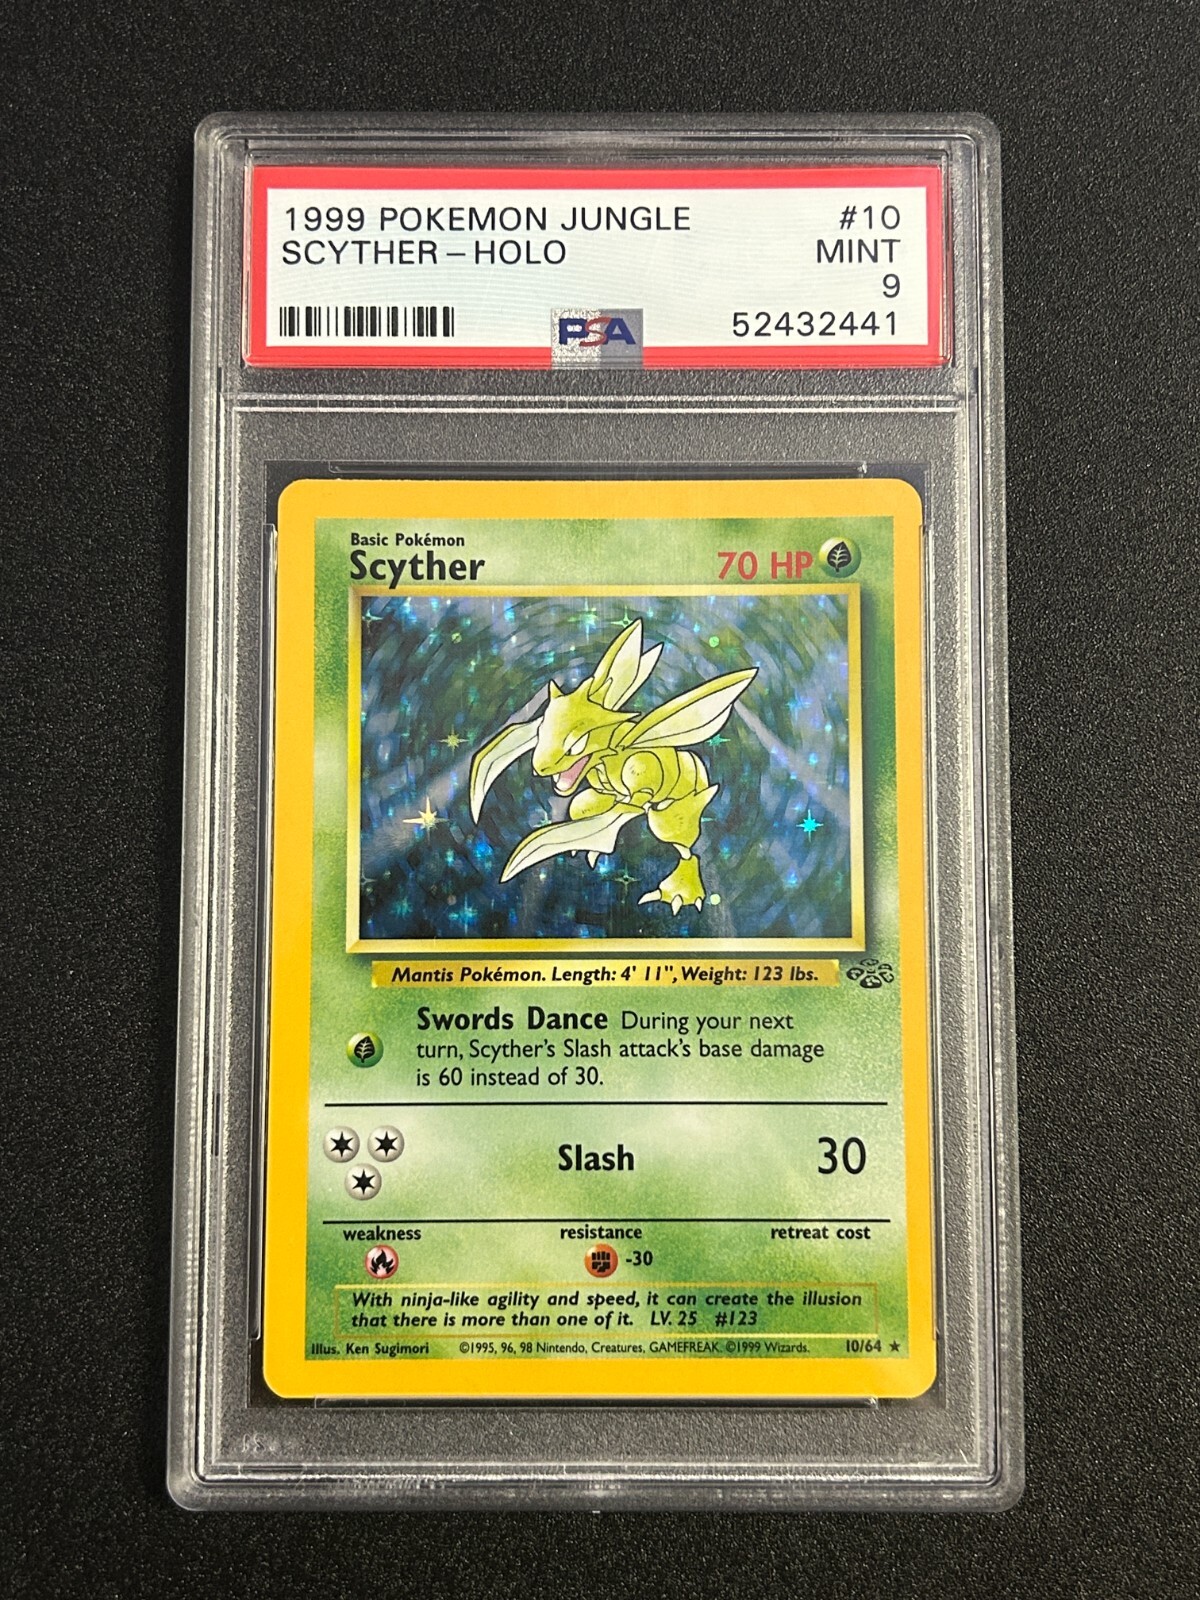 1999 POKEMON JUNGLE #10
SCYTHER – HOLO MINT
9
PSA 52432441
Basic Pokémon
Scyther 70 HP
Mantis Pokémon. Length: 4' 11", Weight: 123 lbs.
Swords Dance During your next
turn, Scyther's Slash attack's base damage
is 60 instead of 30.
Slash 30
weakness resistance retreat cost
-30
With ninja-like agility and speed, it can create the illusion
that there is more than one of it. LV. 25 #123
Illus. Ken Sugimori ©1995, 96, 98 Nintendo, Creatures, GAMEFREAK. ©1999 Wizards. 10/64 ★